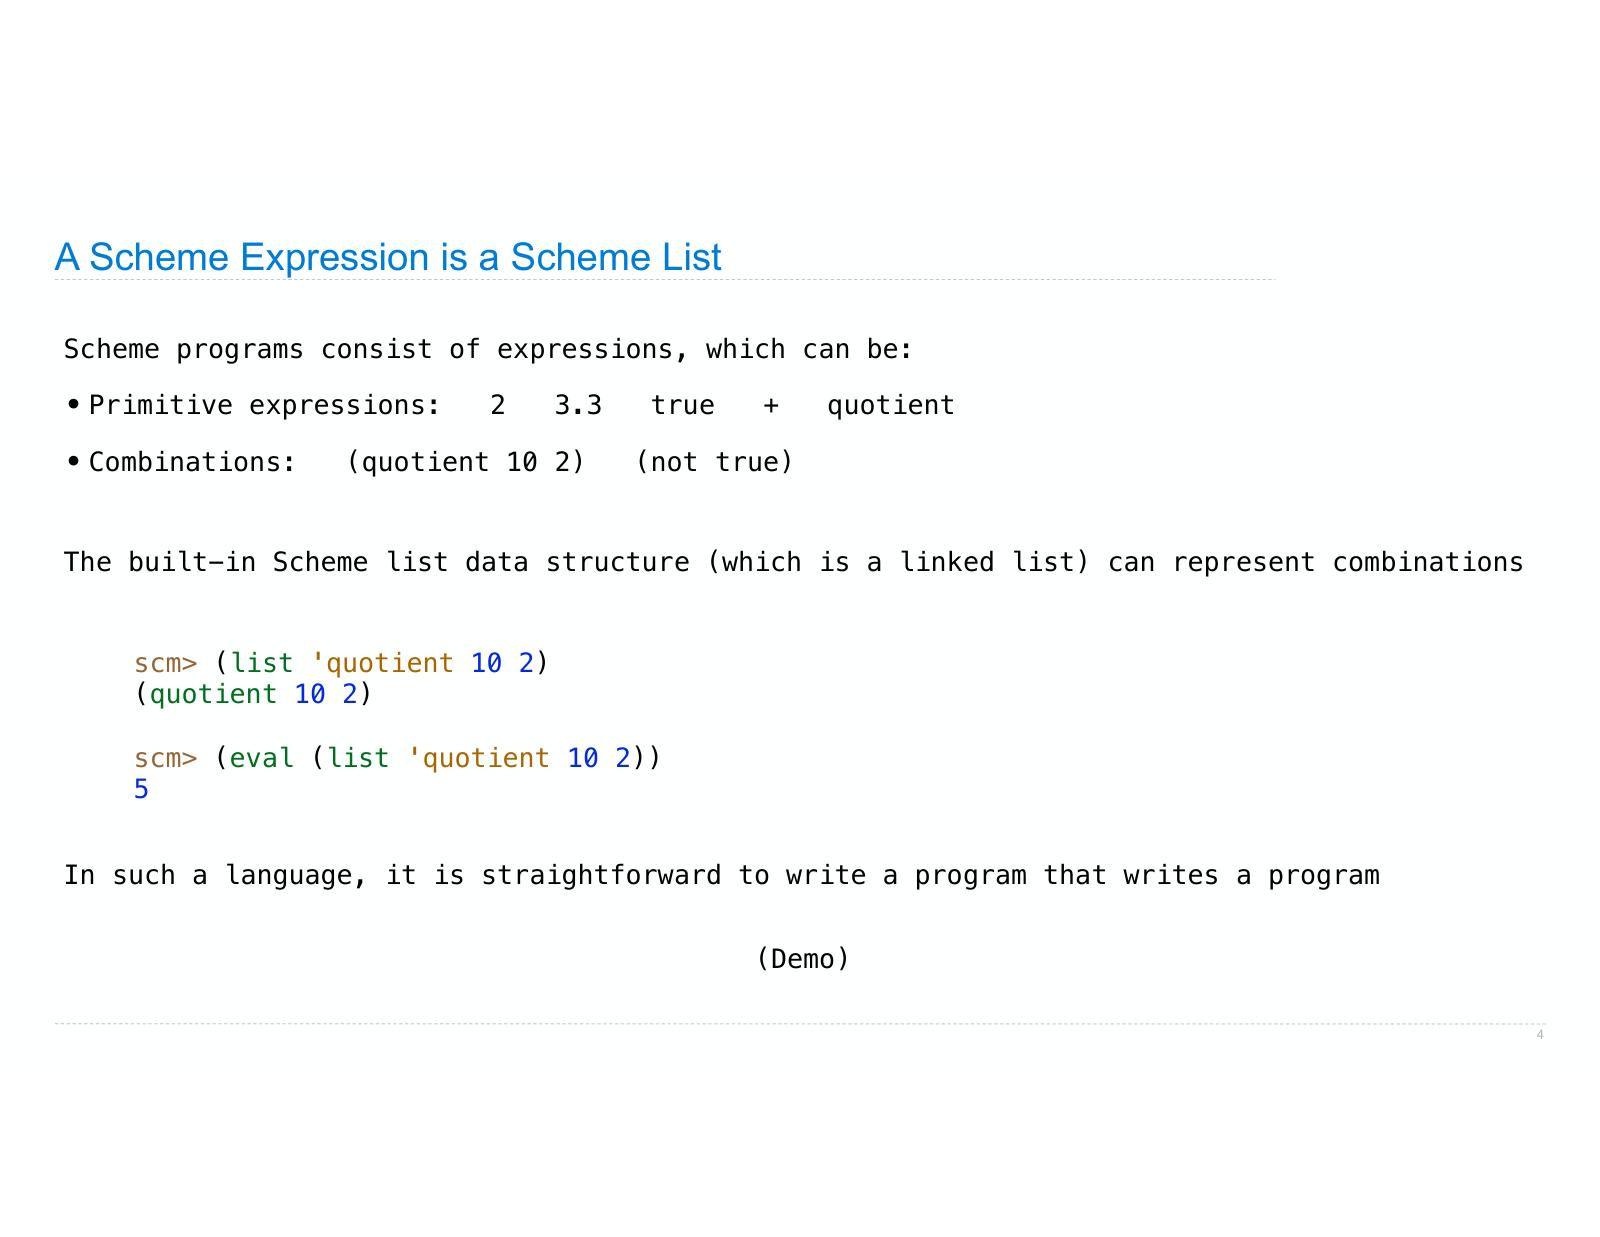 A Scheme Expression is a Scheme List
Scheme programs consist of expressions, which can be:
• Primitive expressions: 2 3.3 true + quotient
• Combinations: (quotient 10 2) (not true)
The built-in Scheme list data structure (which is a linked list) can represent combinations
scm> (list 'quotient 10 2)
(quotient 10 2)
scm> (eval (list 'quotient 10 2))
5
In such a language, it is straightforward to write a program that writes a program
(Demo)
4